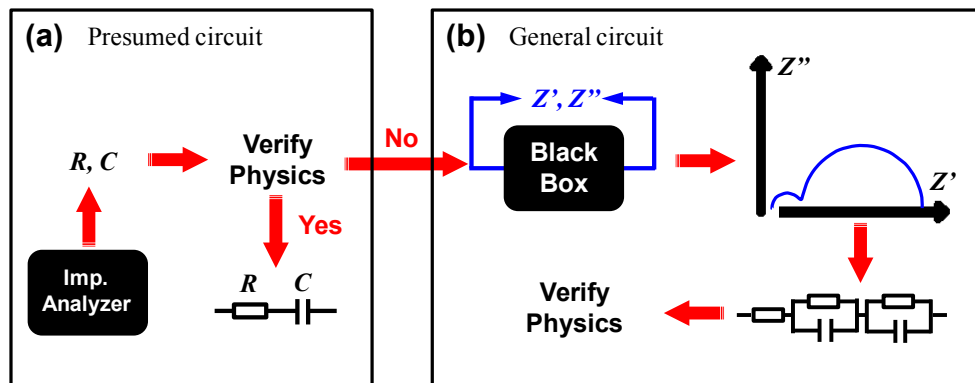 (a) Presumed circuit
R, C
Verify
Physics
Yes
Imp.
Analyzer
R
C
No
(b) General circuit
Z', Z"
Black
Box
Z"
Z'
Verify
Physics